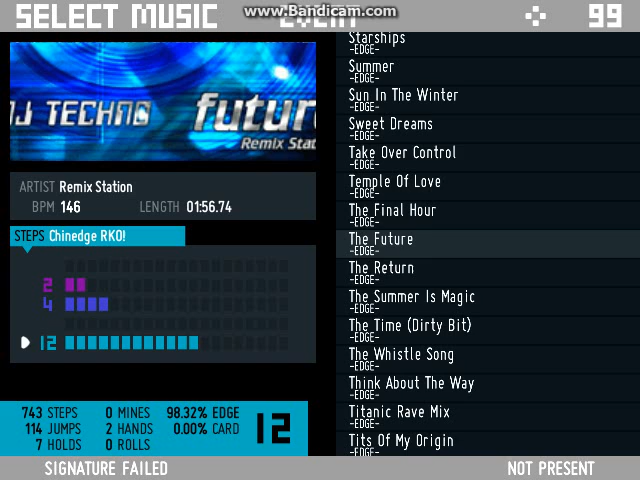 SELECT MUSIC
www.Bandicam.com
99
Starships
-EDGE-
Summer
-EDGE-
Sun In The Winter
-EDGE-
Sweet Dreams
-EDGE-
Take Over Control
-EDGE-
Temple Of Love
-EDGE-
The Final Hour
-EDGE-
The Future
-EDGE-
The Return
-EDGE-
The Summer Is Magic
-EDGE-
The Time (Dirty Bit)
-EDGE-
The Whistle Song
-EDGE-
Think About The Way
-EDGE-
Titanic Rave Mix
-EDGE-
Tits Of My Origin
-EDGE-
DJ TECHNO
futur
Remix Stat
ARTIST Remix Station
BPM 146 LENGTH 01:56.74
STEPS Chinedge RKO!
2
4
12
743 STEPS 0 MINES 98.32% EDGE
114 JUMPS 2 HANDS 0.00% CARD
7 HOLDS 0 ROLLS
12
SIGNATURE FAILED NOT PRESENT